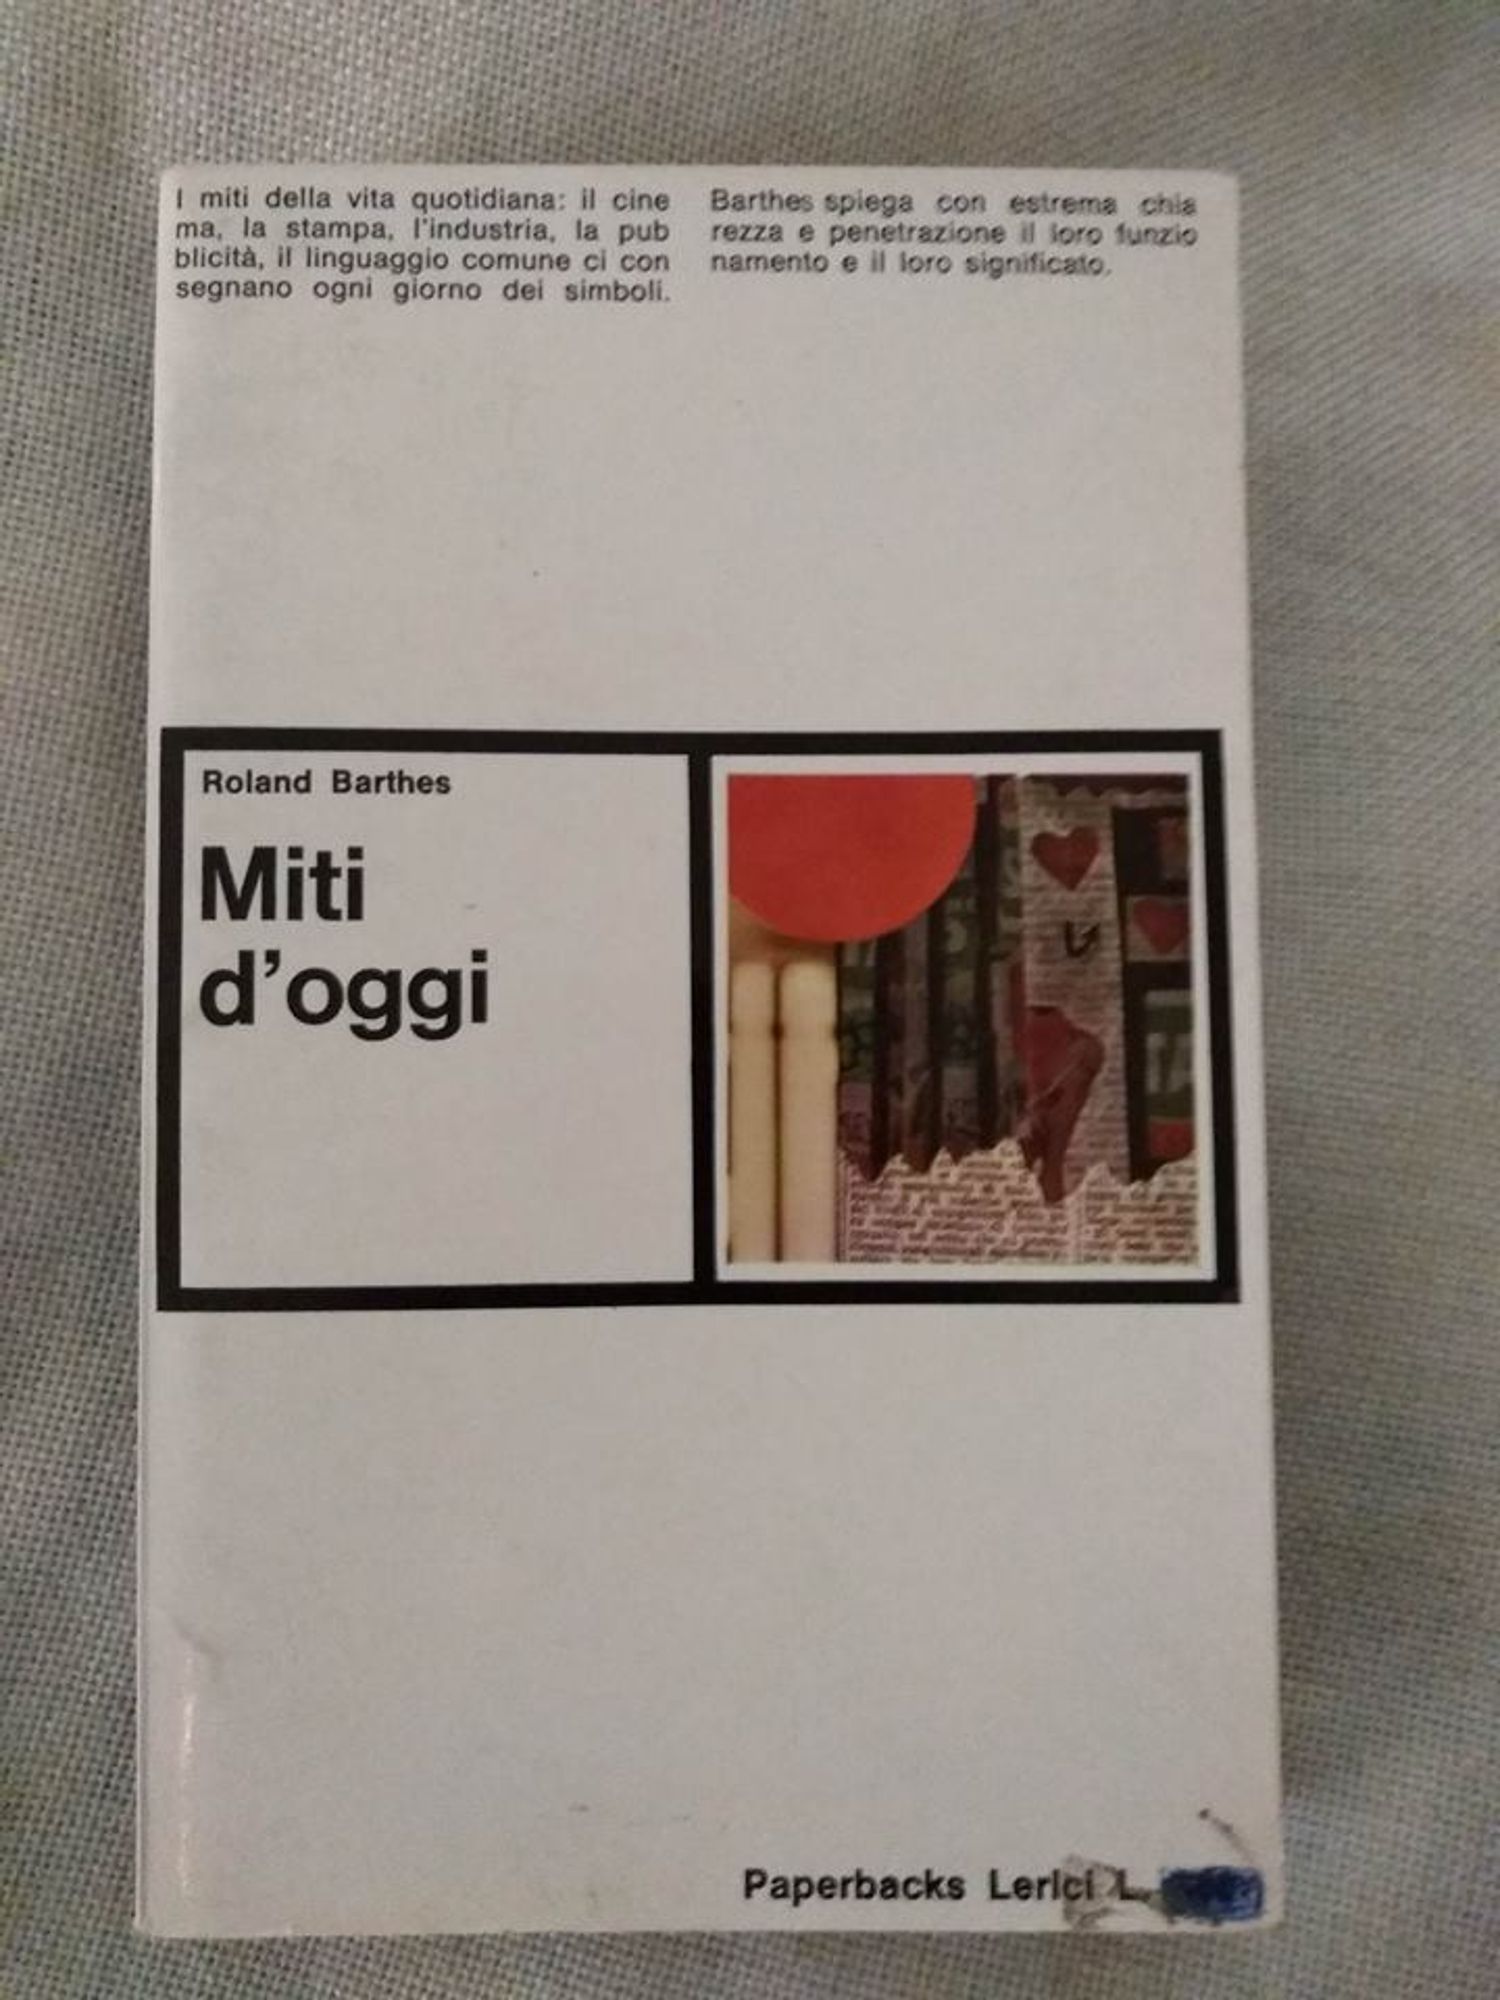 I miti della vita quotidiana: il cine
ma, la stampa, l'industria, la pub
blicità, il linguaggio comune ci con
segnano ogni giorno dei simboli.
Barthes spiega con estrema chia
rezza e penetrazione il loro funzio
namento e il loro significato.
Roland Barthes
Miti
d'oggi
Paperbacks Lerici L.